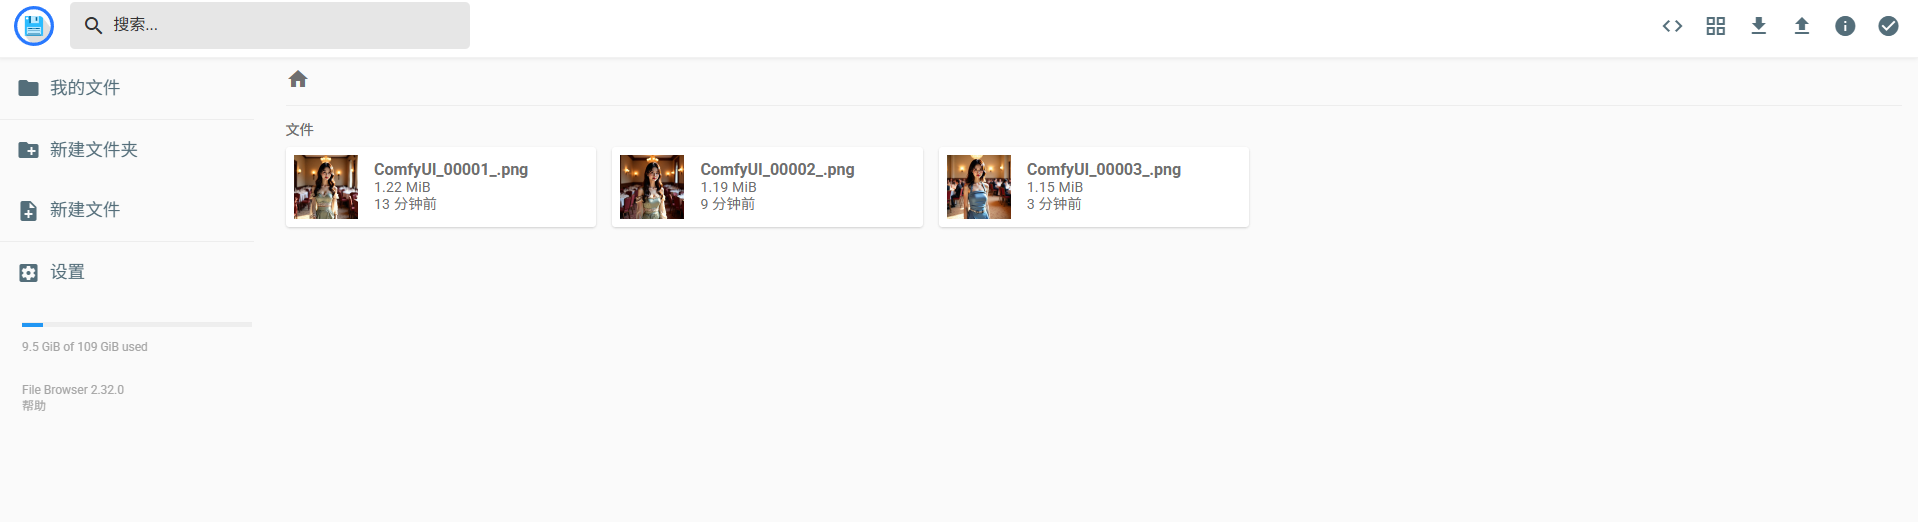 搜索...
我的文件
新建文件夹
新建文件
设置
9.5 GiB of 109 GiB used
File Browser 2.32.0
帮助
文件
ComfyUI_00001_.png
1.22 MiB
13 分钟前
ComfyUI_00002_.png
1.19 MiB
9 分钟前
ComfyUI_00003_.png
1.15 MiB
3 分钟前